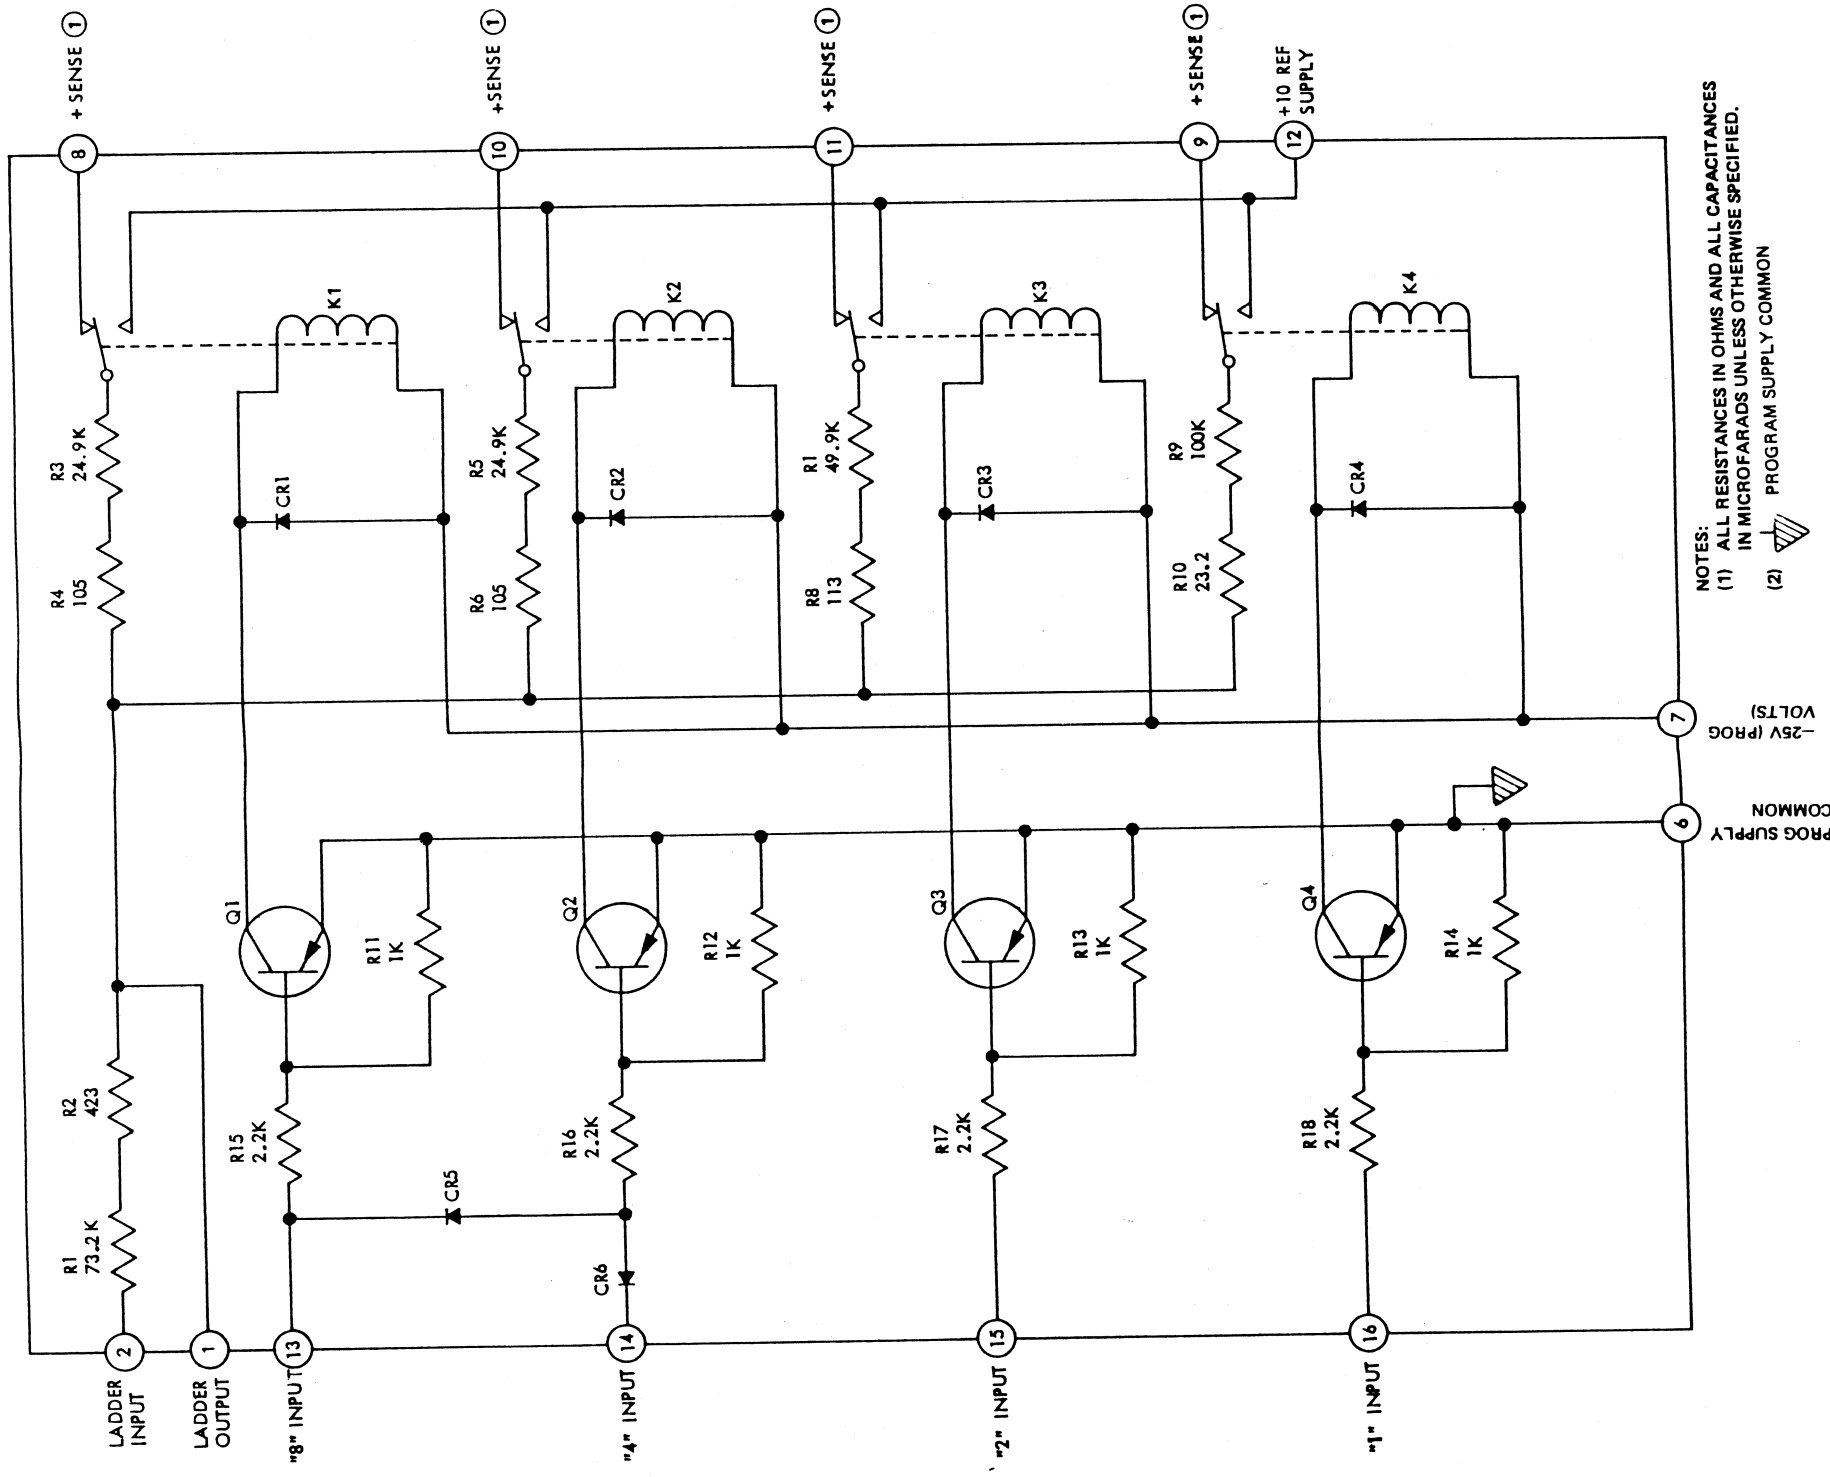 + SENSE 1
8
R3
24.9K
R4
105
K1
CR1
R2
423
R1
73.2K
2
LADDER
INPUT
1
LADDER
OUTPUT
Q1
R11
1K
R15
2.2K
13
"8" INPUT
+SENSE 1
10
R5
24.9K
R6
105
K2
CR2
Q2
R12
1K
R16
2.2K
CR5
CR6
14
"4" INPUT
+SENSE 1
11
R1
49.9K
R8
113
K3
CR3
Q3
R13
1K
R17
2.2K
15
"2" INPUT
+SENSE 1
9
+10 REF
SUPPLY
12
R9
100K
R10
23.2
K4
CR4
Q4
R14
1K
R18
2.2K
16
"1" INPUT
7
-25V (PROG
VOLTS)
6
PROG SUPPLY
COMMON
NOTES:
(1) ALL RESISTANCES IN OHMS AND ALL CAPACITANCES
IN MICROFARADS UNLESS OTHERWISE SPECIFIED.
(2) PROGRAM SUPPLY COMMON